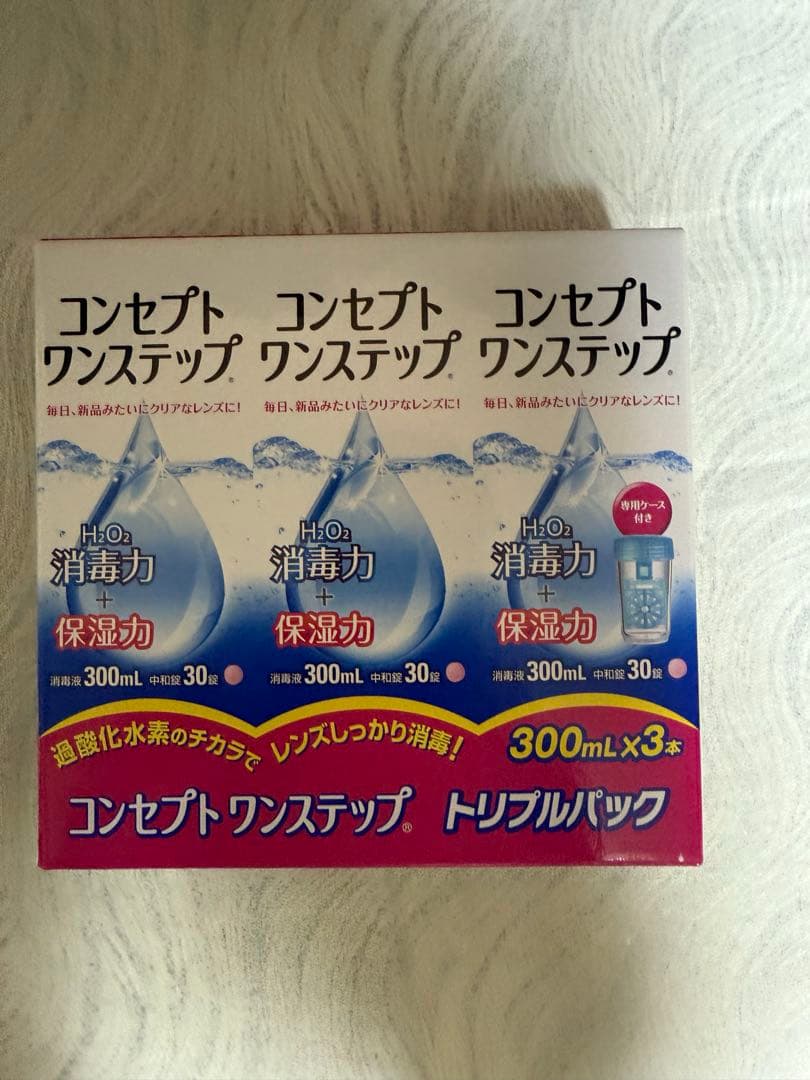 コンセプト
ワンステップ®
毎日、新品みたいにクリアなレンズに!
H₂O₂
消毒力
+
保湿力
消毒液 300mL 中和錠 30錠
コンセプト
ワンステップ®
毎日、新品みたいにクリアなレンズに!
H₂O₂
消毒力
+
保湿力
消毒液 300mL 中和錠 30錠
コンセプト
ワンステップ®
毎日、新品みたいにクリアなレンズに!
専用ケース
付き
H₂O₂
消毒力
+
保湿力
消毒液 300mL 中和錠 30錠
過酸化水素のチカラで レンズしっかり消毒! 300mL×3本
コンセプト ワンステップ® トリプルパック